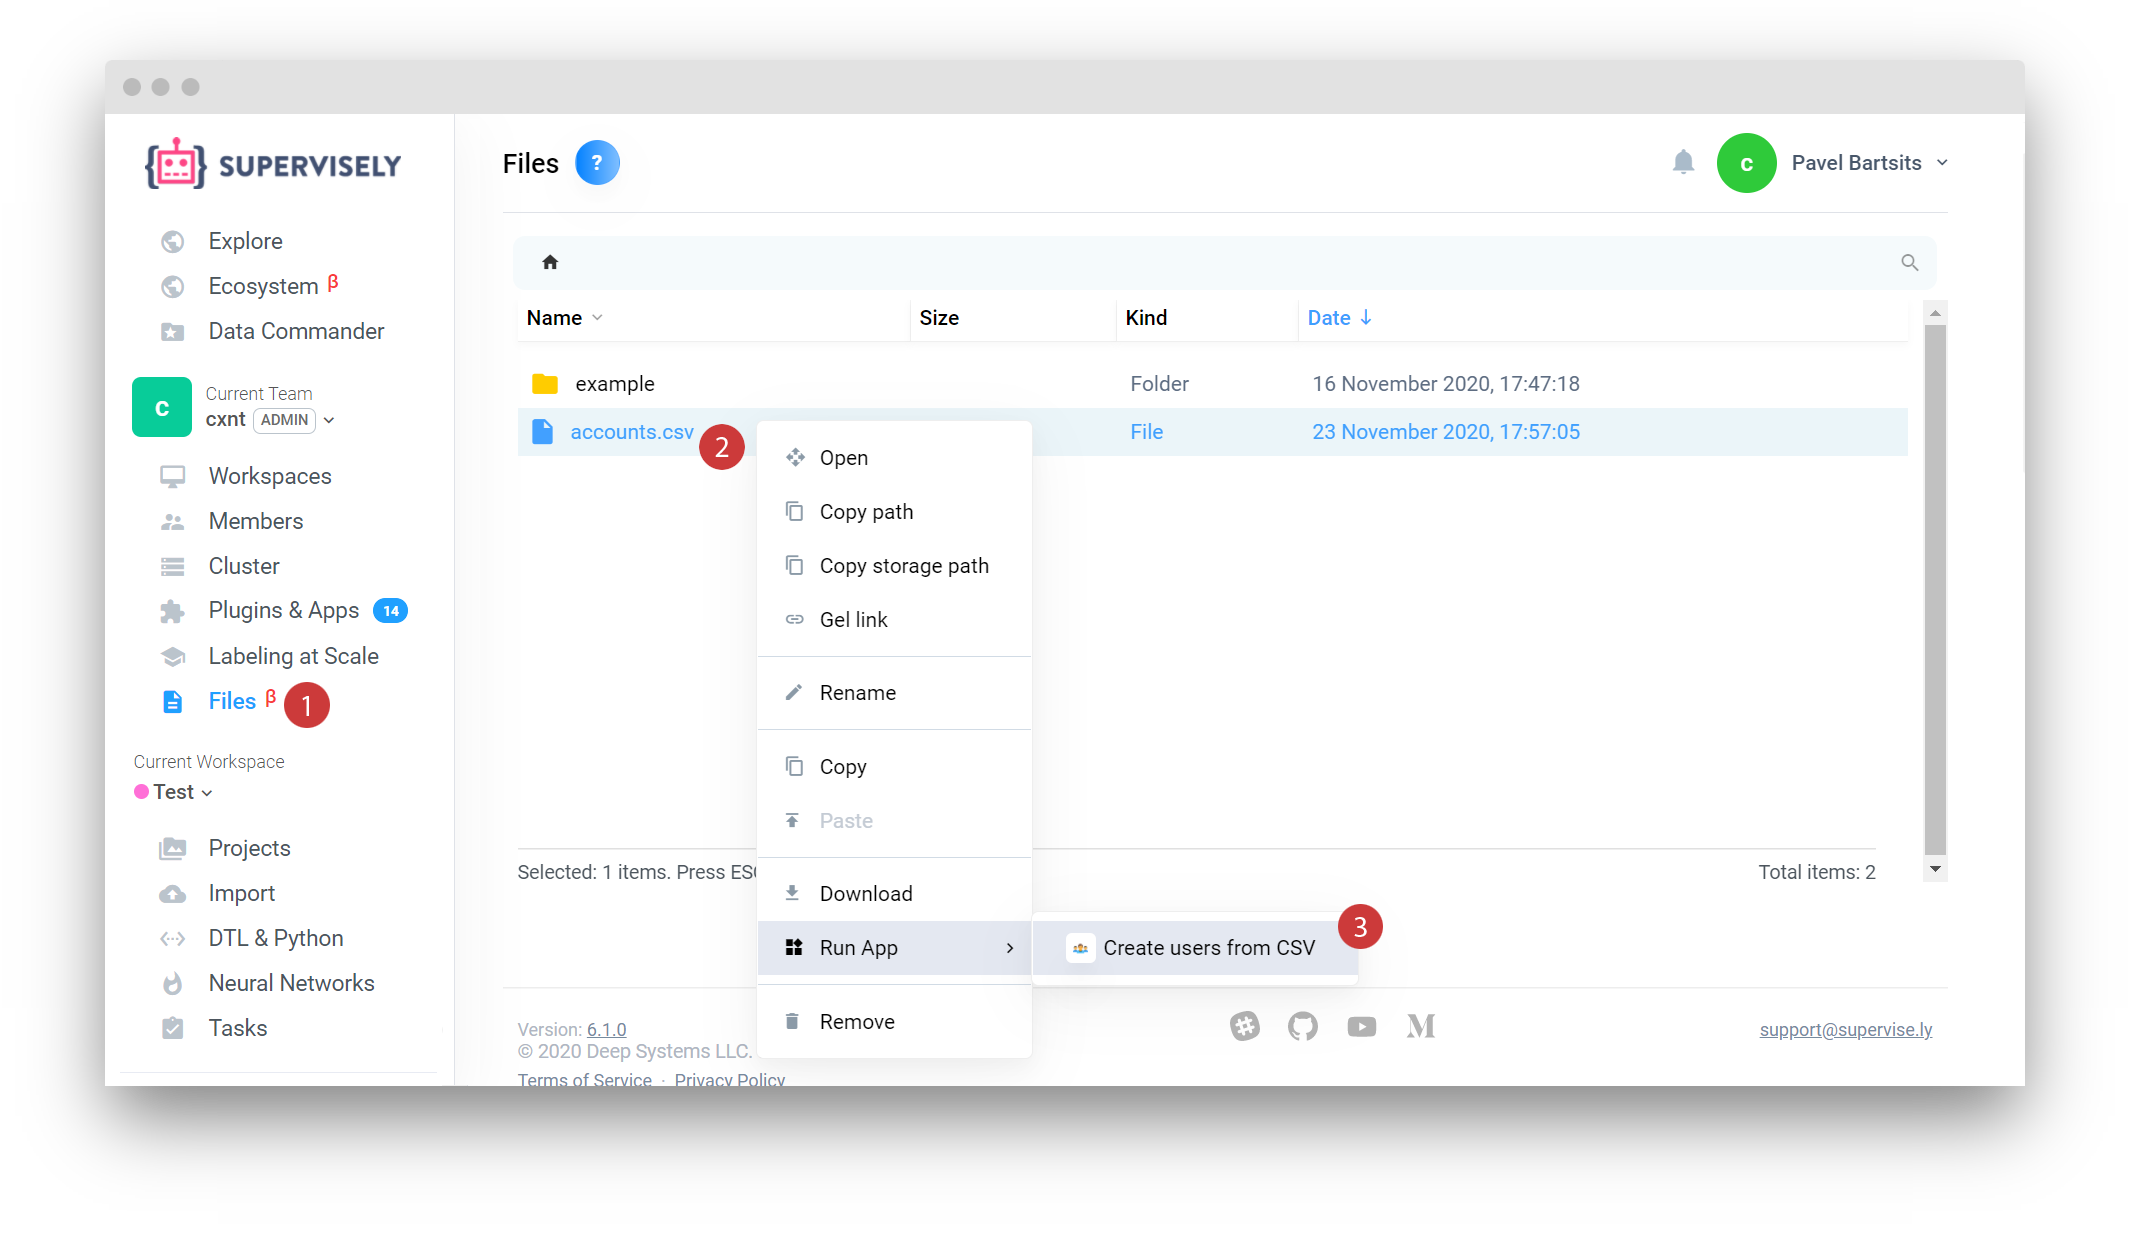 SUPERVISELY
Files ?
c Pavel Bartsits
Explore
Ecosystem β
Data Commander
c
Current Team
cxnt ADMIN
Workspaces
Members
Cluster
Plugins & Apps 14
Labeling at Scale
Files β 1
Current Workspace
Test
Projects
Import
DTL & Python
Neural Networks
Tasks
Name Size Kind Date
example Folder 16 November 2020, 17:47:18
accounts.csv File 23 November 2020, 17:57:05
2
Open
Copy path
Copy storage path
Gel link
Rename
Copy
Paste
Download
Run App
Remove
Create users from CSV 3
Selected: 1 items. Press ESC
Total items: 2
Version: 6.1.0
© 2020 Deep Systems LLC.
Terms of Service · Privacy Policy
M
support@supervise.ly